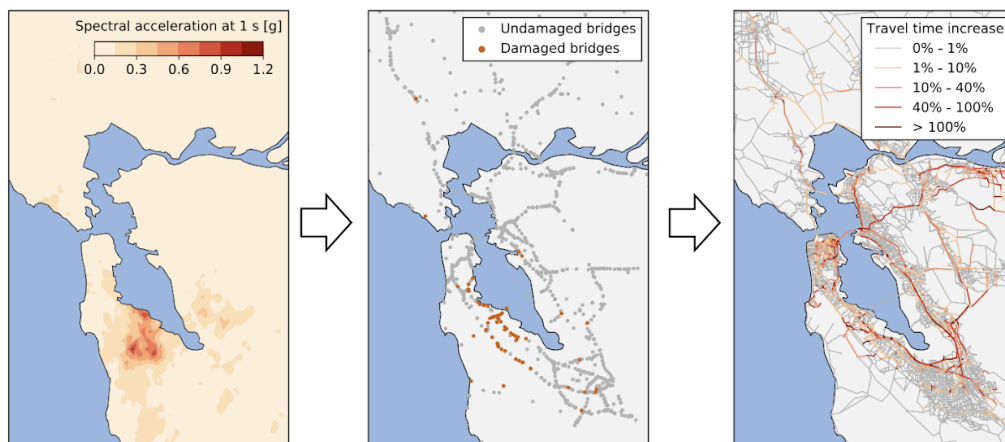 Spectral acceleration at 1 s [g]
0.0 0.3 0.6 0.9 1.2
Undamaged bridges
Damaged bridges
Travel time increase
0% - 1%
1% - 10%
10% - 40%
40% - 100%
> 100%